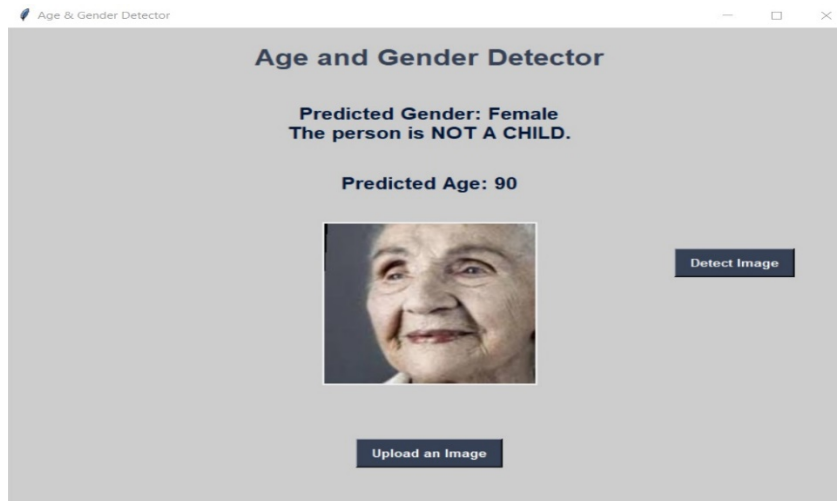 Age & Gender Detector
Age and Gender Detector
Predicted Gender: Female
The person is NOT A CHILD.
Predicted Age: 90
Detect Image
Upload an Image